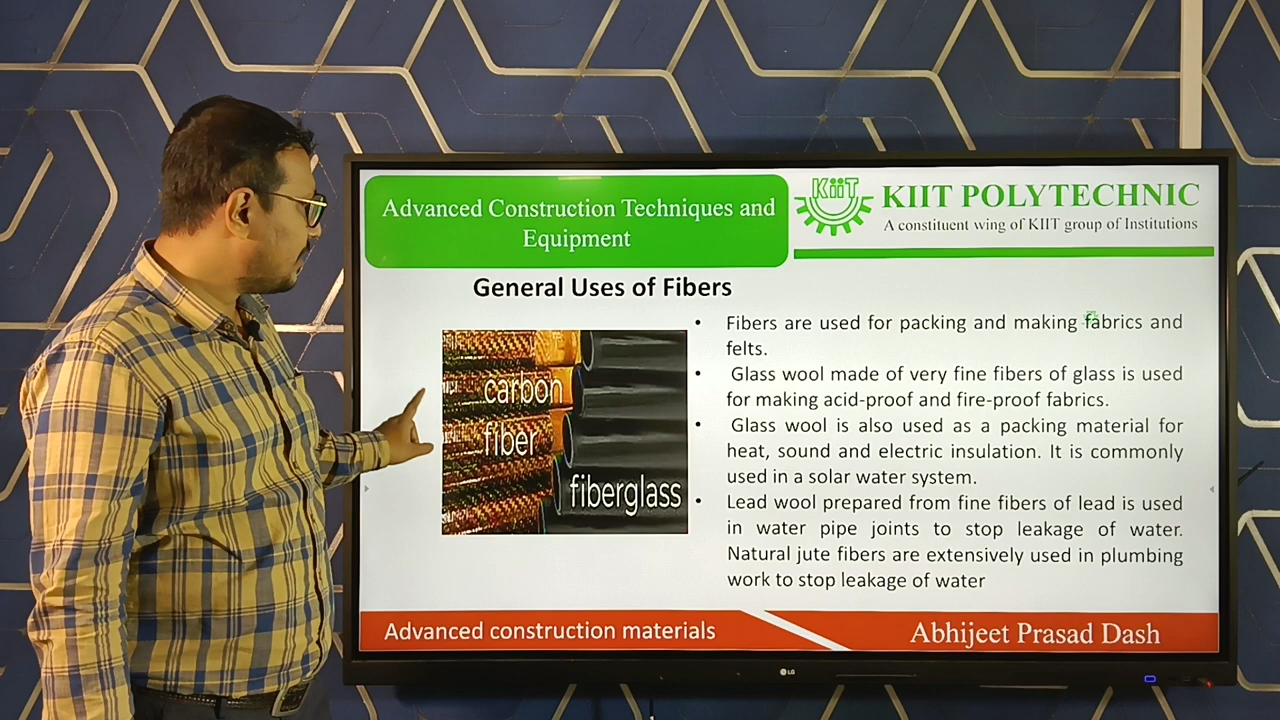 Advanced Construction Techniques and
Equipment
KiiT
KIIT POLYTECHNIC
A constituent wing of KIIT group of Institutions
General Uses of Fibers
carbon
fiber
fiberglass
• Fibers are used for packing and making fabrics and
felts.
• Glass wool made of very fine fibers of glass is used
for making acid-proof and fire-proof fabrics.
• Glass wool is also used as a packing material for
heat, sound and electric insulation. It is commonly
used in a solar water system.
• Lead wool prepared from fine fibers of lead is used
in water pipe joints to stop leakage of water.
Natural jute fibers are extensively used in plumbing
work to stop leakage of water
Advanced construction materials
Abhijeet Prasad Dash
LG